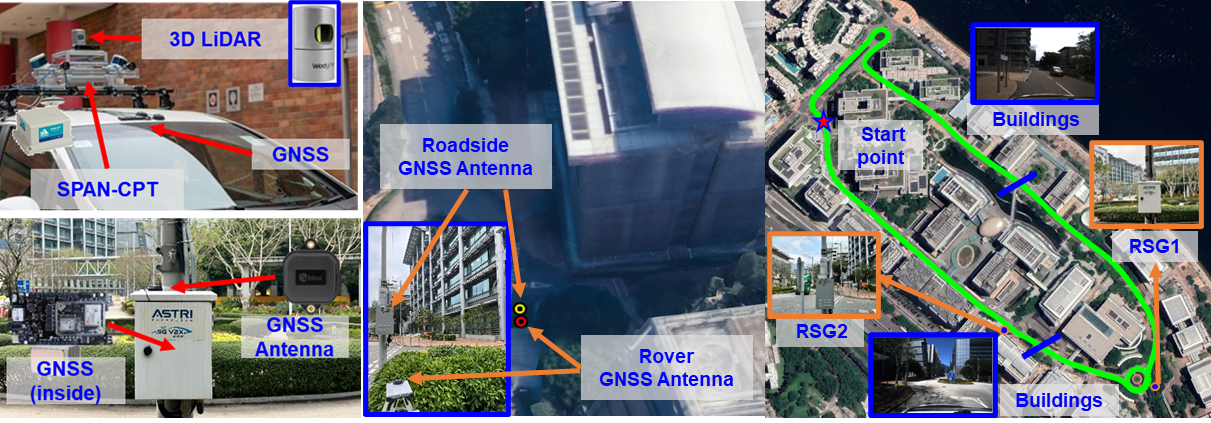 3D LiDAR
Velodyne
GNSS
SPAN-CPT
ASTRI
5G V2X
GNSS
Antenna
GNSS
(inside)
Roadside
GNSS Antenna
Rover
GNSS Antenna
Start
point
Buildings
RSG1
RSG2
Buildings